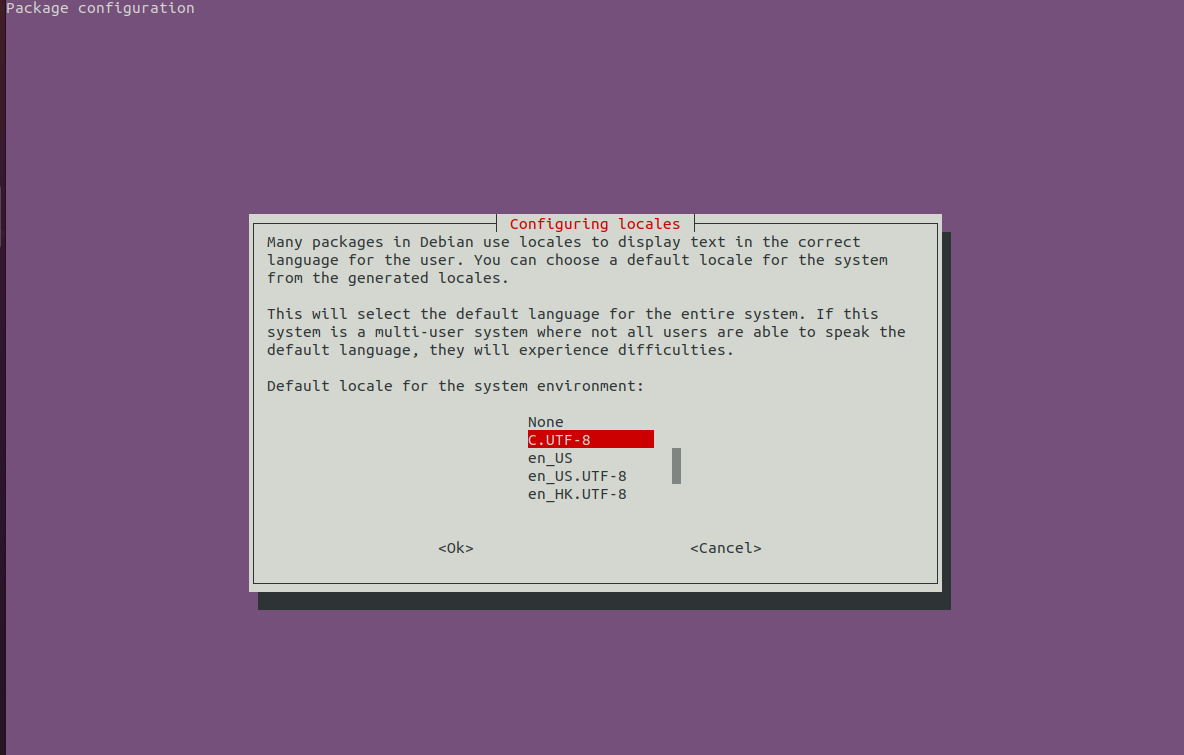 Package configuration
Configuring locales
Many packages in Debian use locales to display text in the correct
language for the user. You can choose a default locale for the system
from the generated locales.
This will select the default language for the entire system. If this
system is a multi-user system where not all users are able to speak the
default language, they will experience difficulties.
Default locale for the system environment:
None
C.UTF-8
en_US
en_US.UTF-8
en_HK.UTF-8
<Ok> <Cancel>